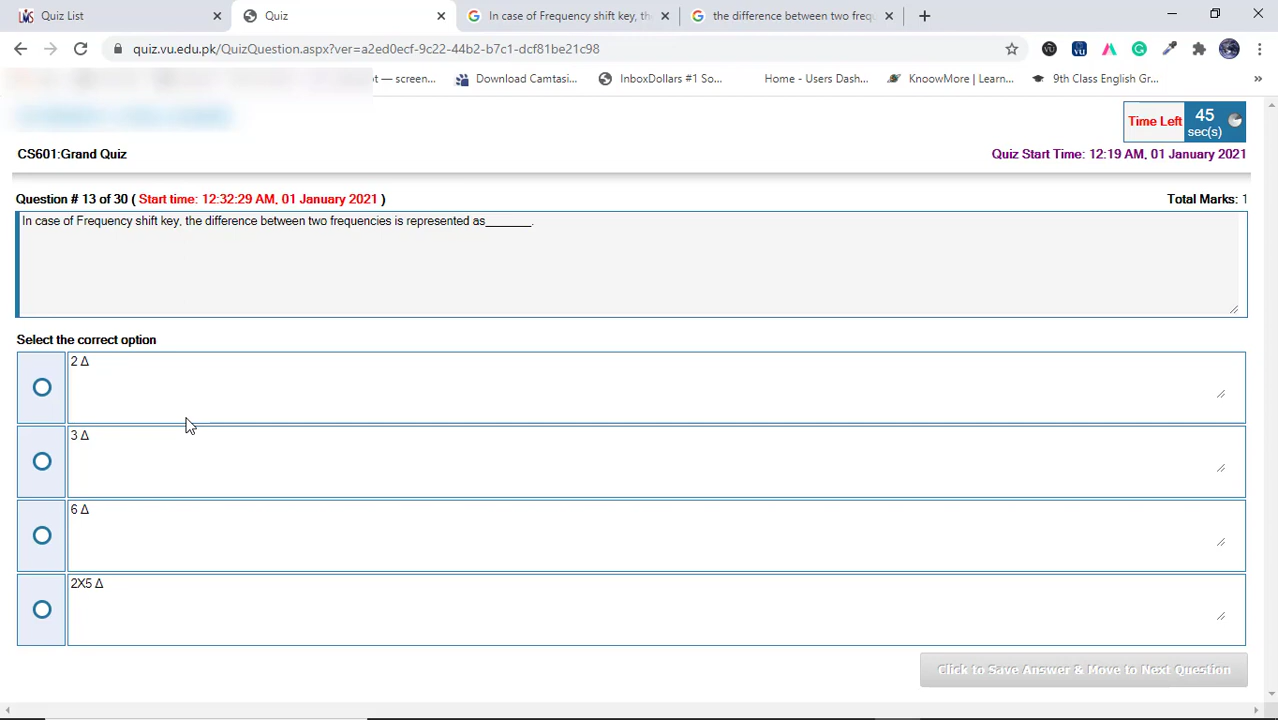 Quiz List
Quiz
In case of Frequency shift key, th
the difference between two freq
quiz.vu.edu.pk/QuizQuestion.aspx?ver=a2ed0ecf-9c22-44b2-b7c1-dcf81be21c98
screen...
Download Camtasi...
InboxDollars #1 So...
Home - Users Dash...
KnoowMore | Learn...
9th Class English Gr...
Time Left 45 sec(s)
CS601:Grand Quiz
Quiz Start Time: 12:19 AM, 01 January 2021
Question # 13 of 30 ( Start time: 12:32:29 AM, 01 January 2021 )
Total Marks: 1
In case of Frequency shift key, the difference between two frequencies is represented as_______.
Select the correct option
2 Δ
3 Δ
6 Δ
2X5 Δ
Click to Save Answer & Move to Next Question